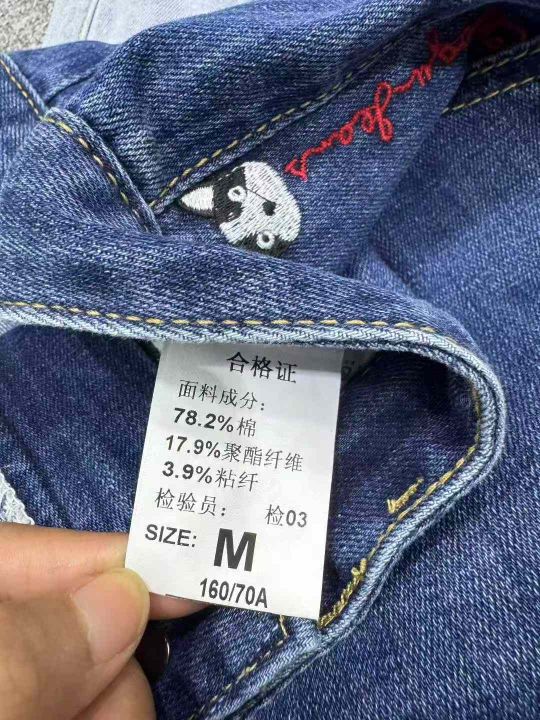 Jeans
合格证
面料成分：
78.2%棉
17.9%聚酯纤维
3.9%粘纤
检验员： 检03
SIZE: M
160/70A